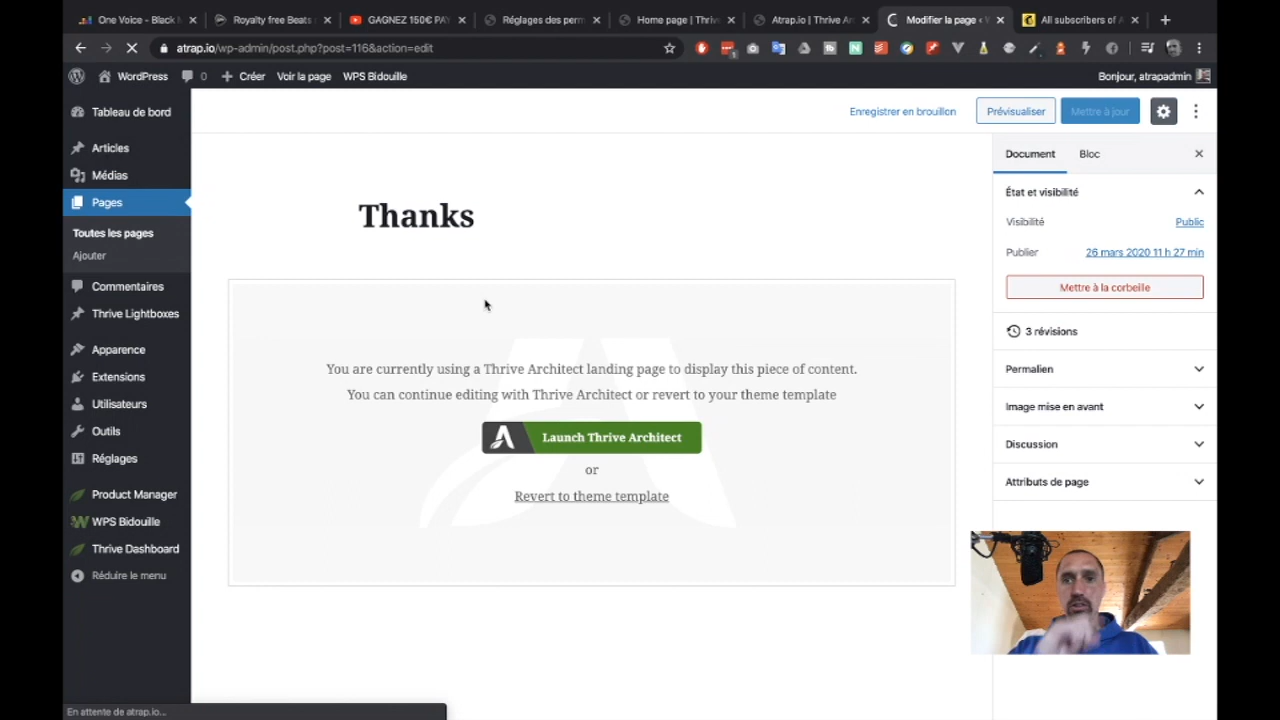 One Voice - Black M
Royalty free Beats
GAGNEZ 150€ PAY
Réglages des perm
Home page | Thriv
Atrap.io | Thrive Ar
Modifier la page ‹ W
All subscribers of A
atrap.io/wp-admin/post.php?post=116&action=edit
WordPress
0
Créer
Voir la page
WPS Bidouille
Bonjour, atrapadmin
Tableau de bord
Articles
Médias
Pages
Toutes les pages
Ajouter
Commentaires
Thrive Lightboxes
Apparence
Extensions
Utilisateurs
Outils
Réglages
Product Manager
WPS Bidouille
Thrive Dashboard
Réduire le menu
En attente de atrap.io...
Enregistrer en brouillon
Prévisualiser
Mettre à jour
Thanks
You are currently using a Thrive Architect landing page to display this piece of content.
You can continue editing with Thrive Architect or revert to your theme template
Launch Thrive Architect
or
Revert to theme template
Document
Bloc
État et visibilité
Visibilité
Public
Publier
26 mars 2020 11 h 27 min
Mettre à la corbeille
3 révisions
Permalien
Image mise en avant
Discussion
Attributs de page